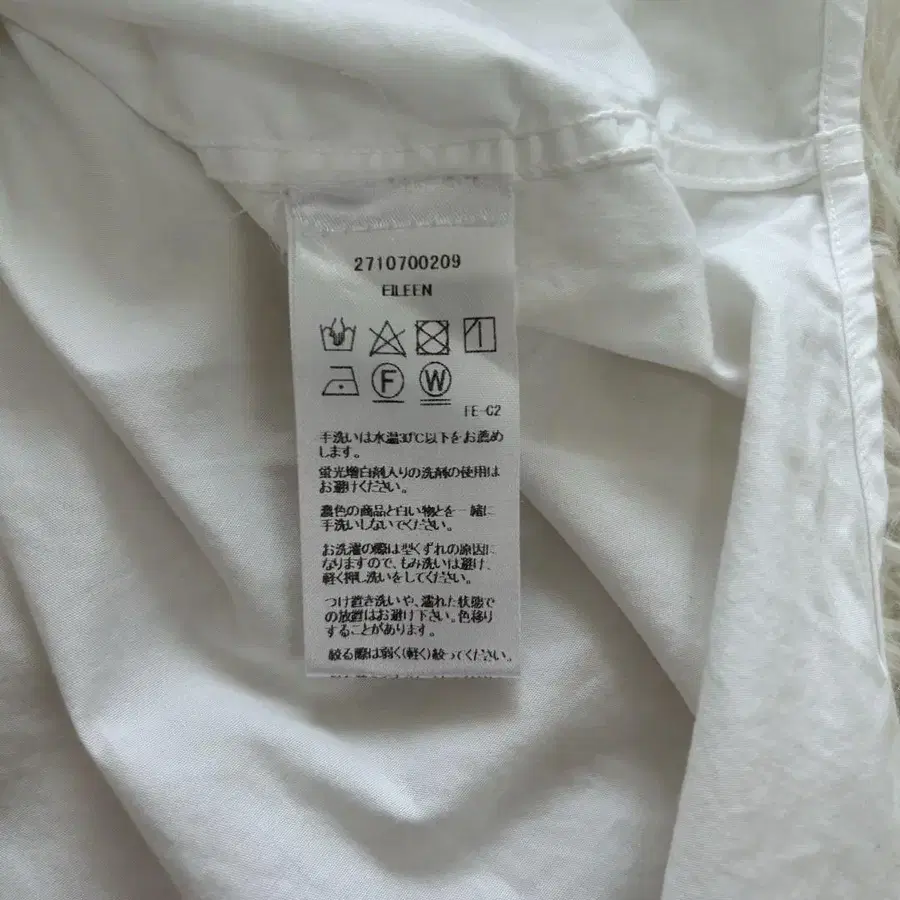 2710700209
EILEEN
F W
FE-C2
手洗いは水温30℃以下をお薦め
します。
蛍光増白剤入りの洗剤の使用は
お避けください。
濃色の商品と白い物とを一緒に
手洗いしないでください。
お洗濯の際は型くずれの原因に
なりますので、もみ洗いは避け、
軽く押し洗いをしてください。
つけ置き洗いや、濡れた状態で
の放置はお避け下さい。色移り
することがあります。
絞る際は弱く(軽く)絞ってください。